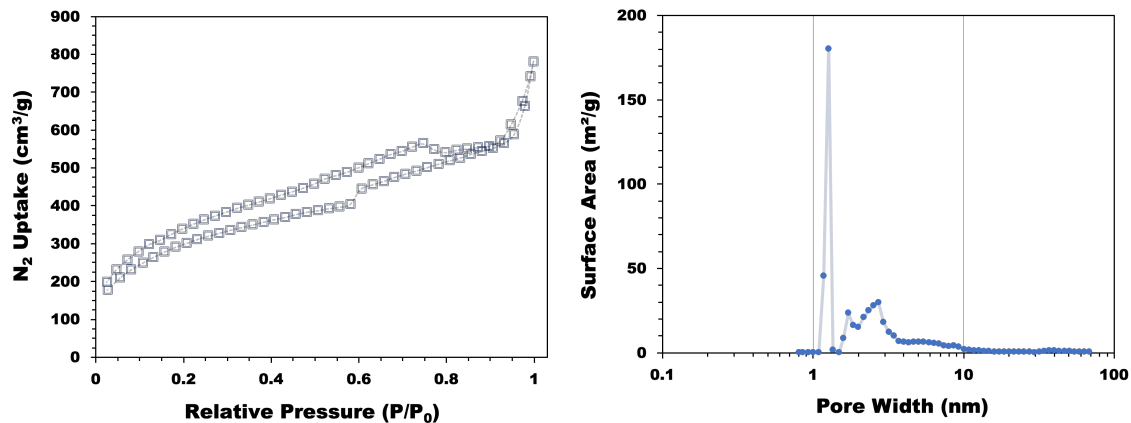 900
800
700
600
500
400
300
200
100
0
N₂ Uptake (cm³/g)
0 0.2 0.4 0.6 0.8 1
Relative Pressure (P/P₀)
200
150
100
50
0
Surface Area (m²/g)
0.1 1 10 100
Pore Width (nm)